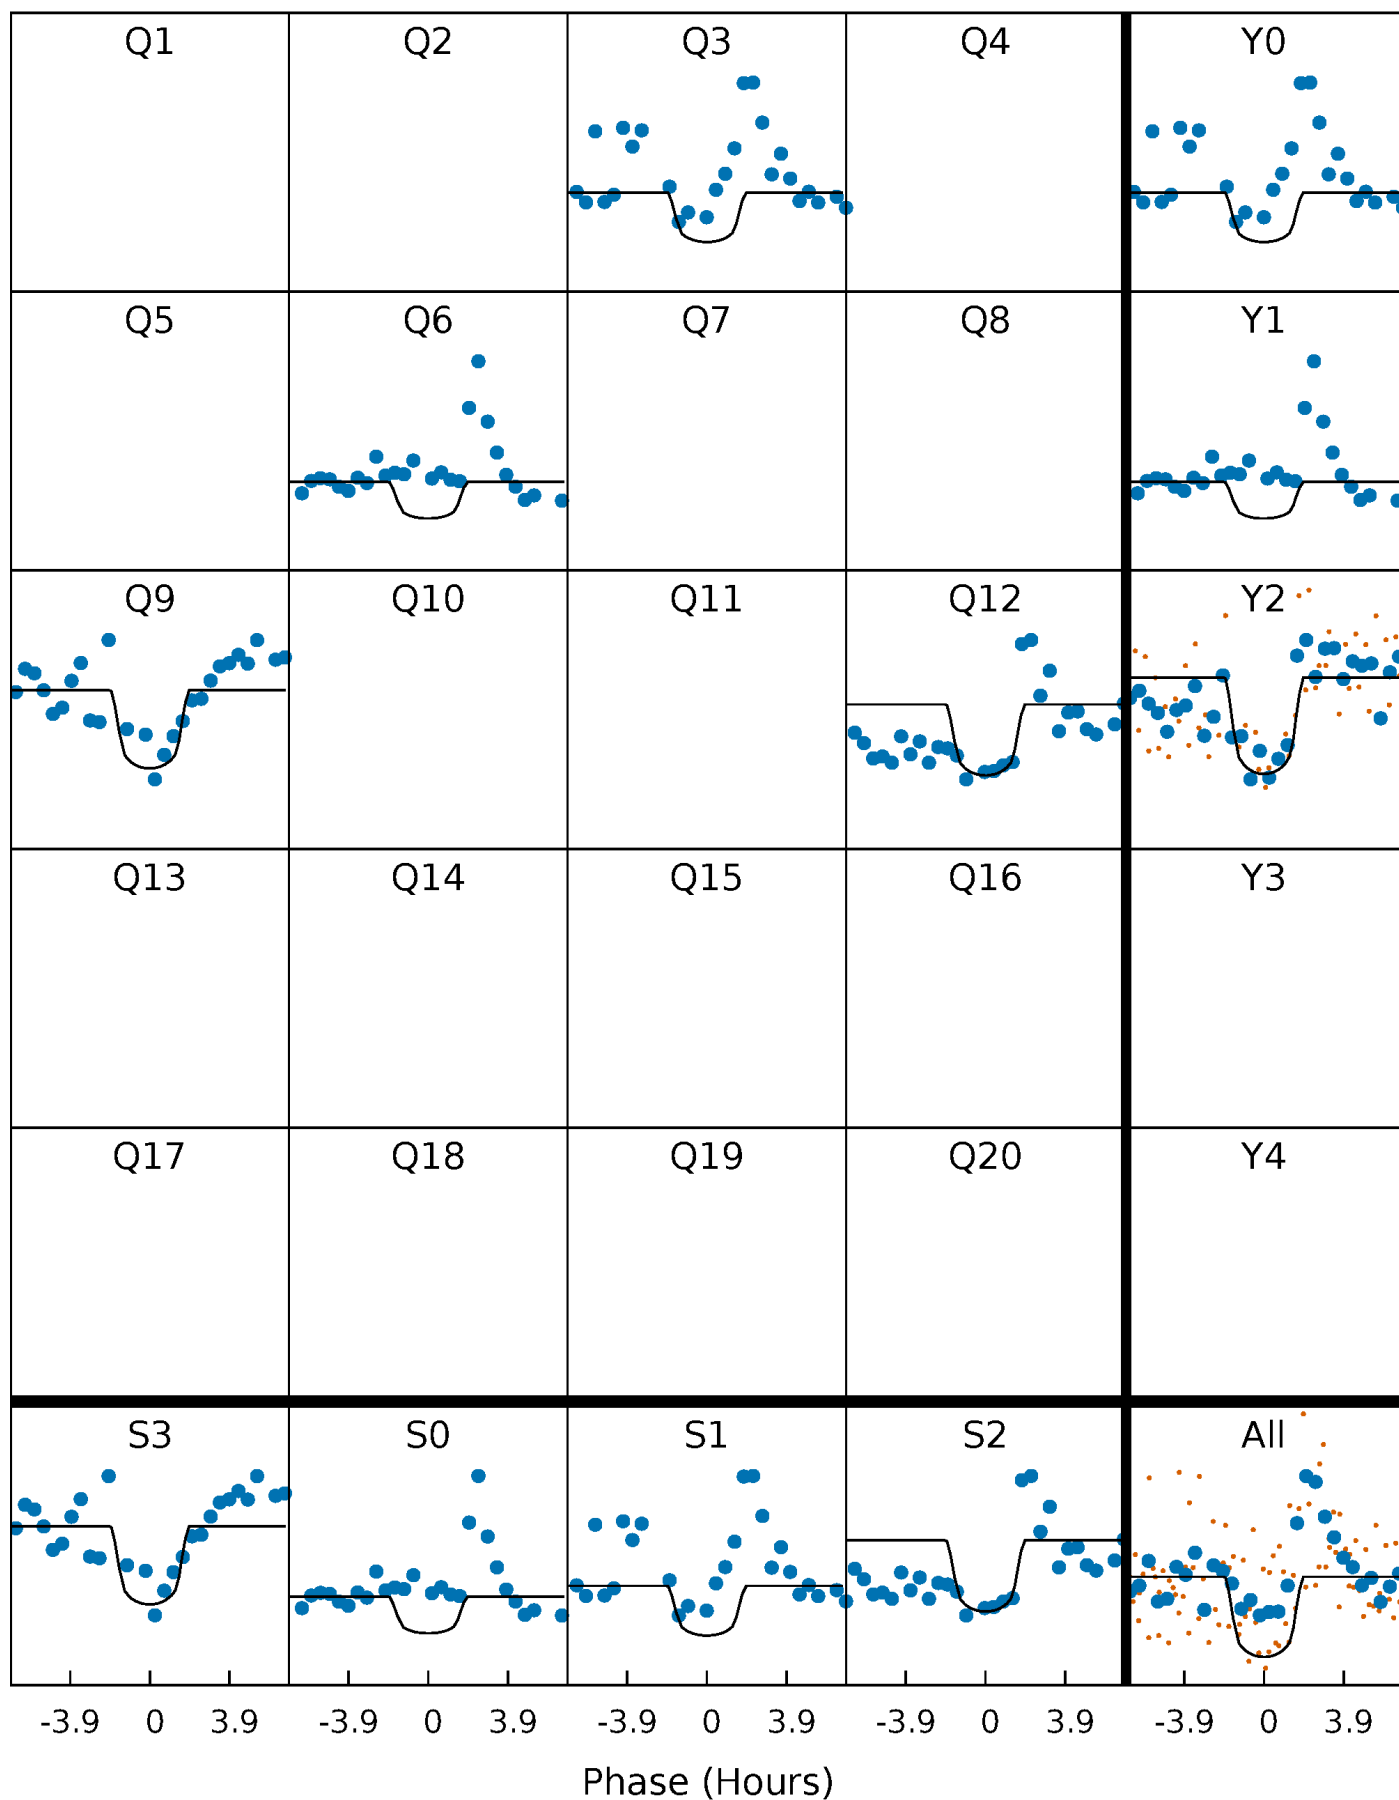 Q1 Q2 Q3 Q4 Y0
Q5 Q6 Q7 Q8 Y1
Q9 Q10 Q11 Q12 Y2
Q13 Q14 Q15 Q16 Y3
Q17 Q18 Q19 Q20 Y4
S3 S0 S1 S2 All
-3.9 0 3.9 -3.9 0 3.9 -3.9 0 3.9 -3.9 0 3.9 -3.9 0 3.9
Phase (Hours)